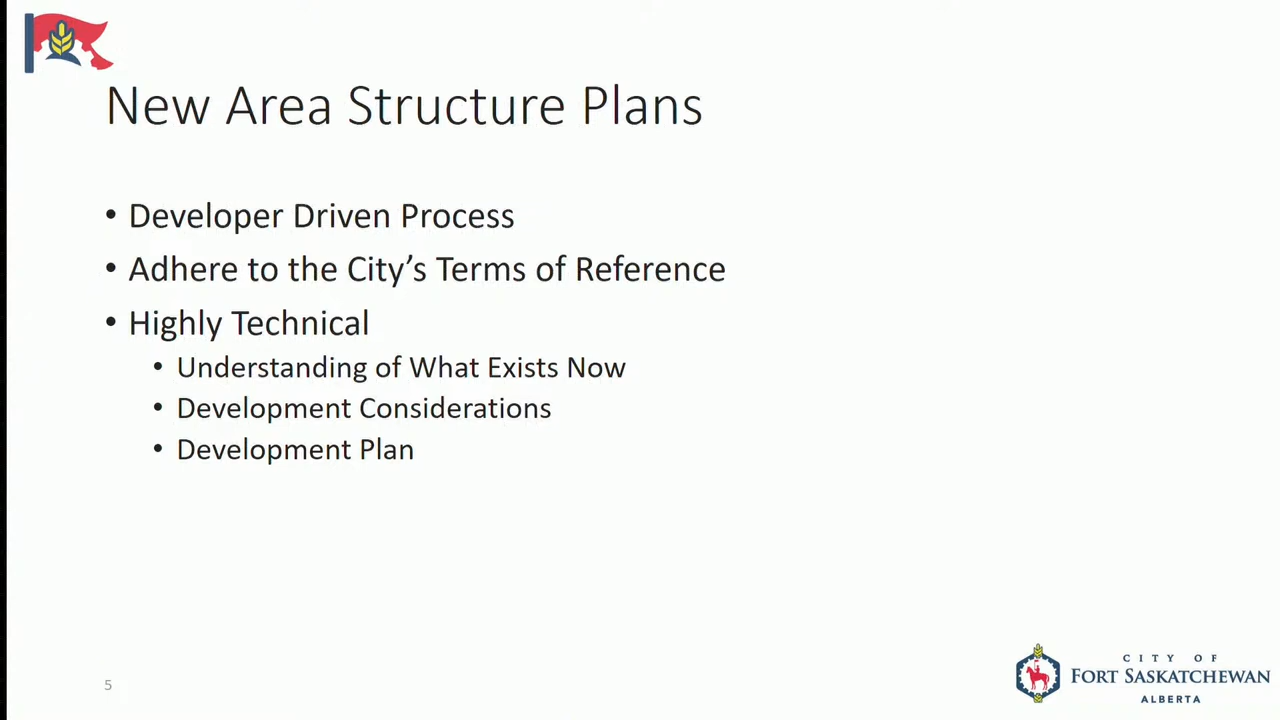 New Area Structure Plans
• Developer Driven Process
• Adhere to the City’s Terms of Reference
• Highly Technical
• Understanding of What Exists Now
• Development Considerations
• Development Plan
5
CITY OF
FORT SASKATCHEWAN
ALBERTA